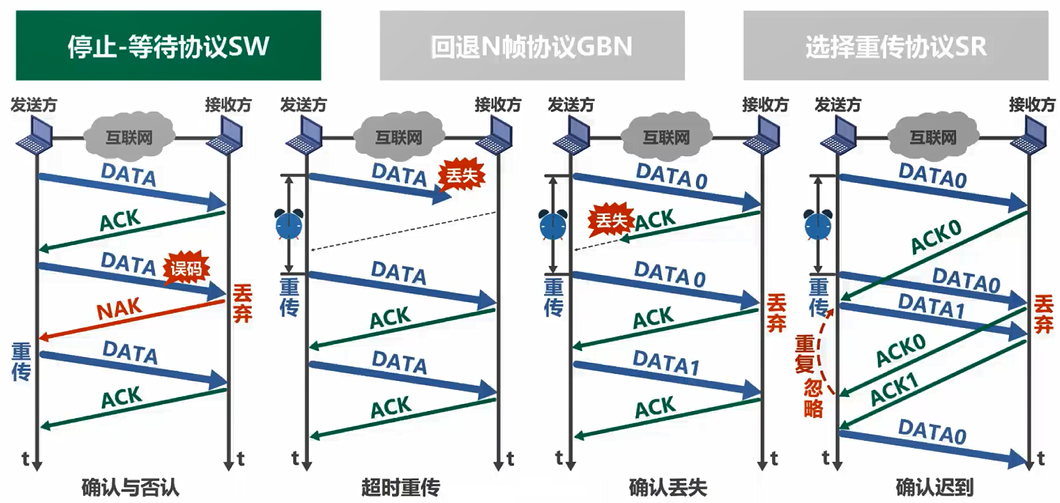 停止-等待协议SW
回退N帧协议GBN
选择重传协议SR
发送方
接收方
互联网
DATA
ACK
DATA
误码
丢弃
NAK
重传
DATA
ACK
t
t
确认与否认
发送方
接收方
互联网
DATA
丢失
重传
DATA
ACK
DATA
ACK
t
t
超时重传
发送方
接收方
互联网
DATA 0
丢失
ACK
重传
DATA 0
丢弃
ACK
DATA1
ACK
t
t
确认丢失
发送方
接收方
互联网
DATA0
ACK0
重传
DATA0
DATA1
丢弃
重复
忽略
ACK0
ACK1
DATA0
t
t
确认迟到